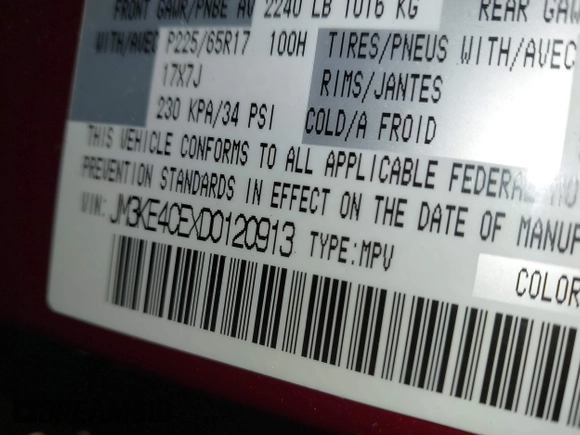 FRONT GAWR/PNBE AV 2240 LB 1016 KG REAR GAW
WITH/AVEC P225/65R17 100H TIRES/PNEUS WITH/AVEC
17X7J RIMS/JANTES
230 KPA/34 PSI COLD/A FROID
THIS VEHICLE CONFORMS TO ALL APPLICABLE FEDERAL MO
PREVENTION STANDARDS IN EFFECT ON THE DATE OF MANUF
VIN: JM3KE4CEXD0120913 TYPE:MPV
COLOR